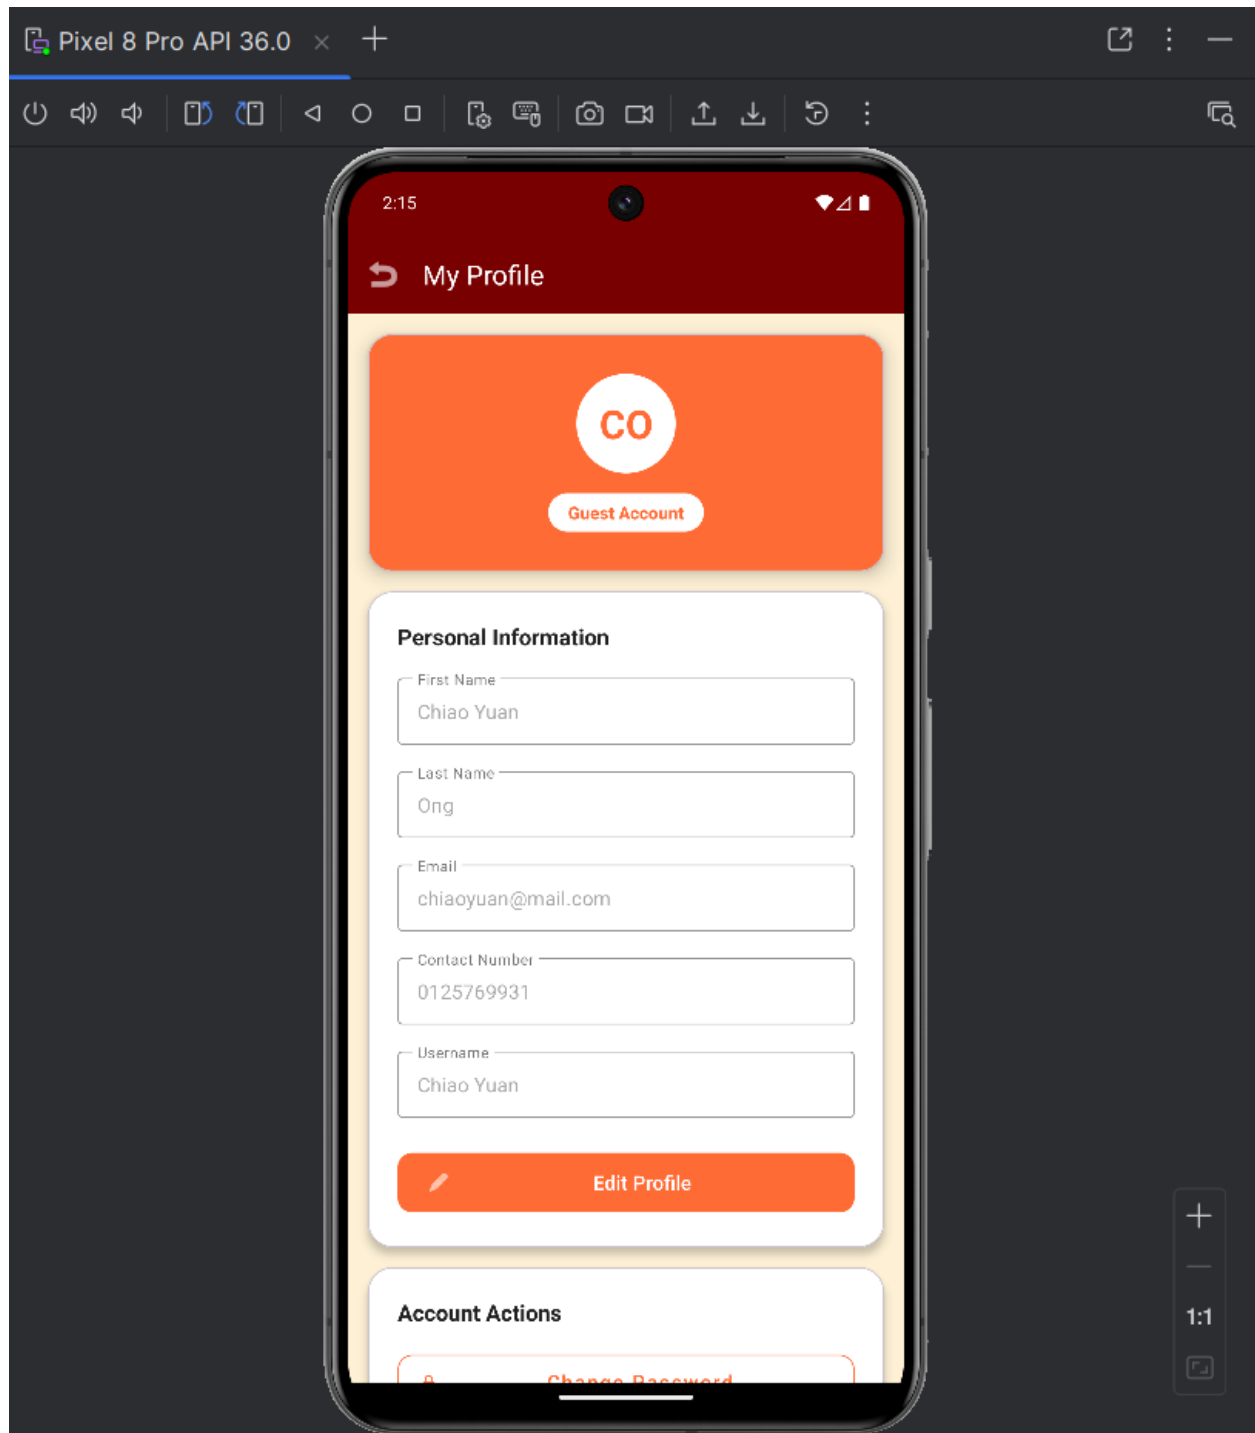 Pixel 8 Pro API 36.0
2:15
My Profile
CO
Guest Account
Personal Information
First Name
Chiao Yuan
Last Name
Ong
Email
chiaoyuan@mail.com
Contact Number
0125769931
Username
Chiao Yuan
Edit Profile
Account Actions
Change Password
1:1